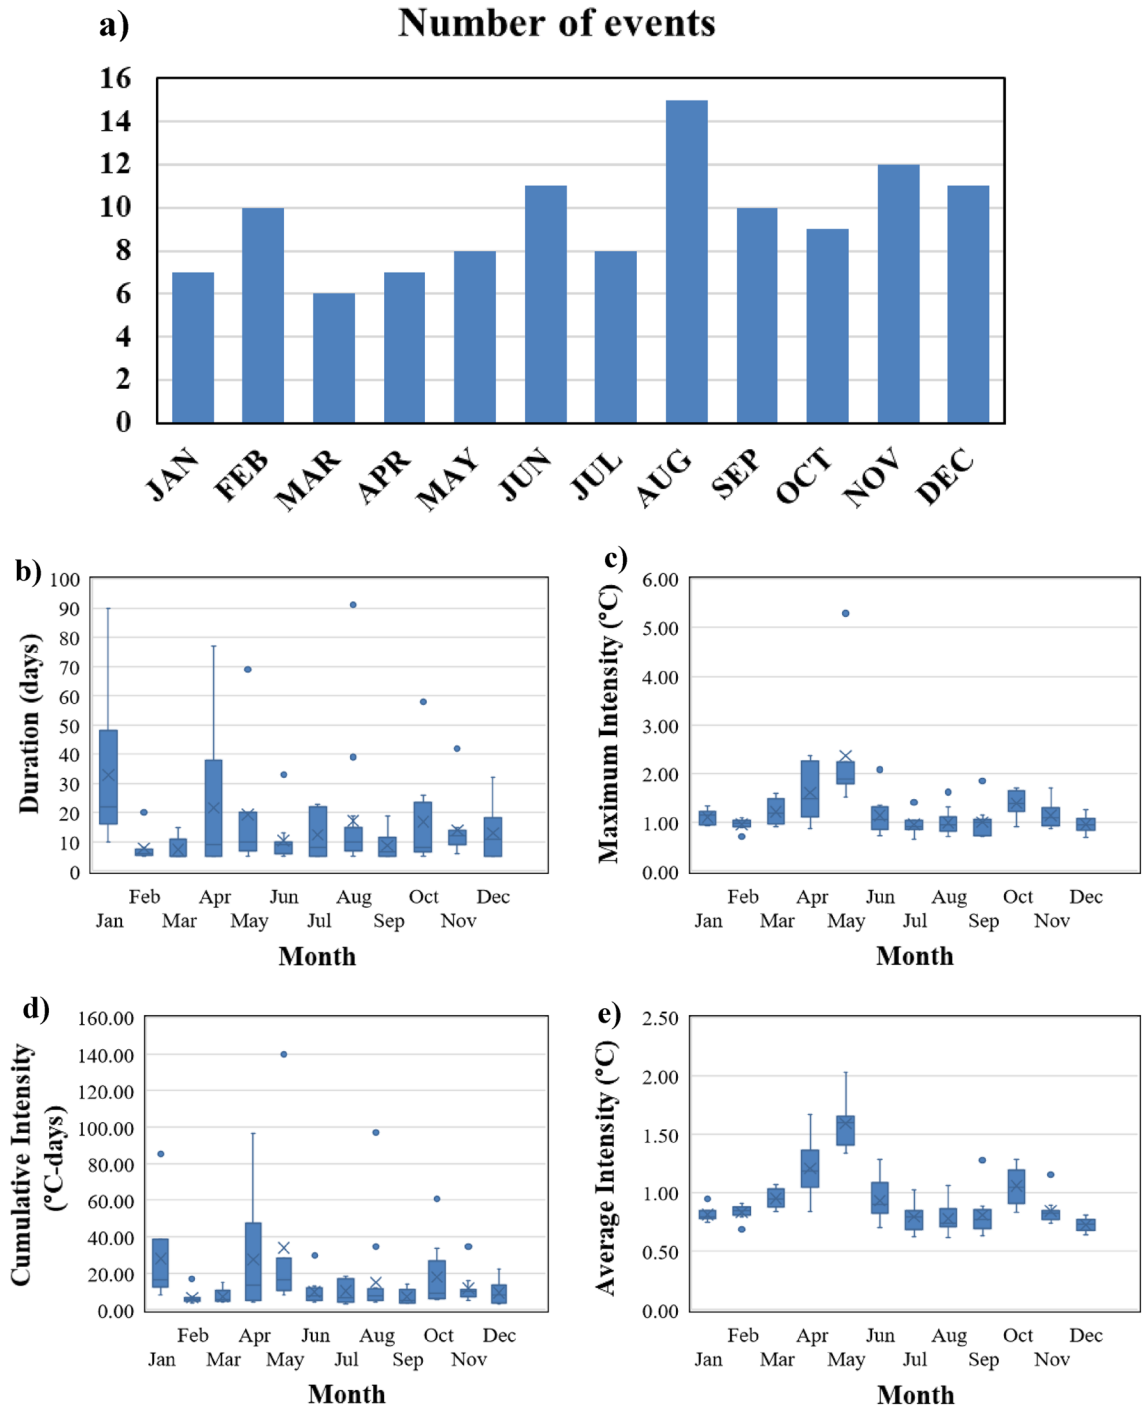 a) Number of events
16
14
12
10
8
6
4
2
0
JAN FEB MAR APR MAY JUN JUL AUG SEP OCT NOV DEC
b)
Duration (days)
100
90
80
70
60
50
40
30
20
10
0
Feb Apr Jun Aug Oct Dec
Jan Mar May Jul Sep Nov
Month
c)
Maximum Intensity (°C)
6.00
5.00
4.00
3.00
2.00
1.00
0.00
Feb Apr Jun Aug Oct Dec
Jan Mar May Jul Sep Nov
Month
d)
Cumulative Intensity
(°C-days)
160.00
140.00
120.00
100.00
80.00
60.00
40.00
20.00
0.00
Feb Apr Jun Aug Oct Dec
Jan Mar May Jul Sep Nov
Month
e)
Average Intensity (°C)
2.50
2.00
1.50
1.00
0.50
0.00
Feb Apr Jun Aug Oct Dec
Jan Mar May Jul Sep Nov
Month